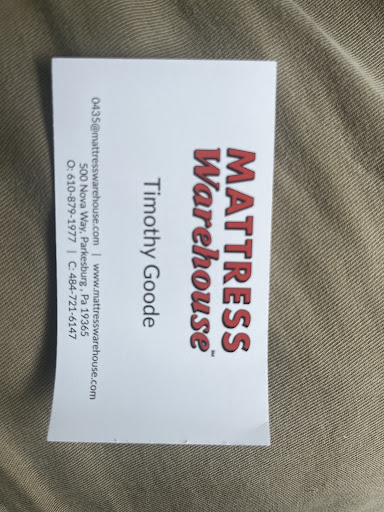 MATTRESS
Warehouse™
Timothy Goode
0435@mattresswarehouse.com | www.mattresswarehouse.com
500 Nova Way, Parkesburg, Pa 19365
O: 610-879-1977 | C: 484-721-6147